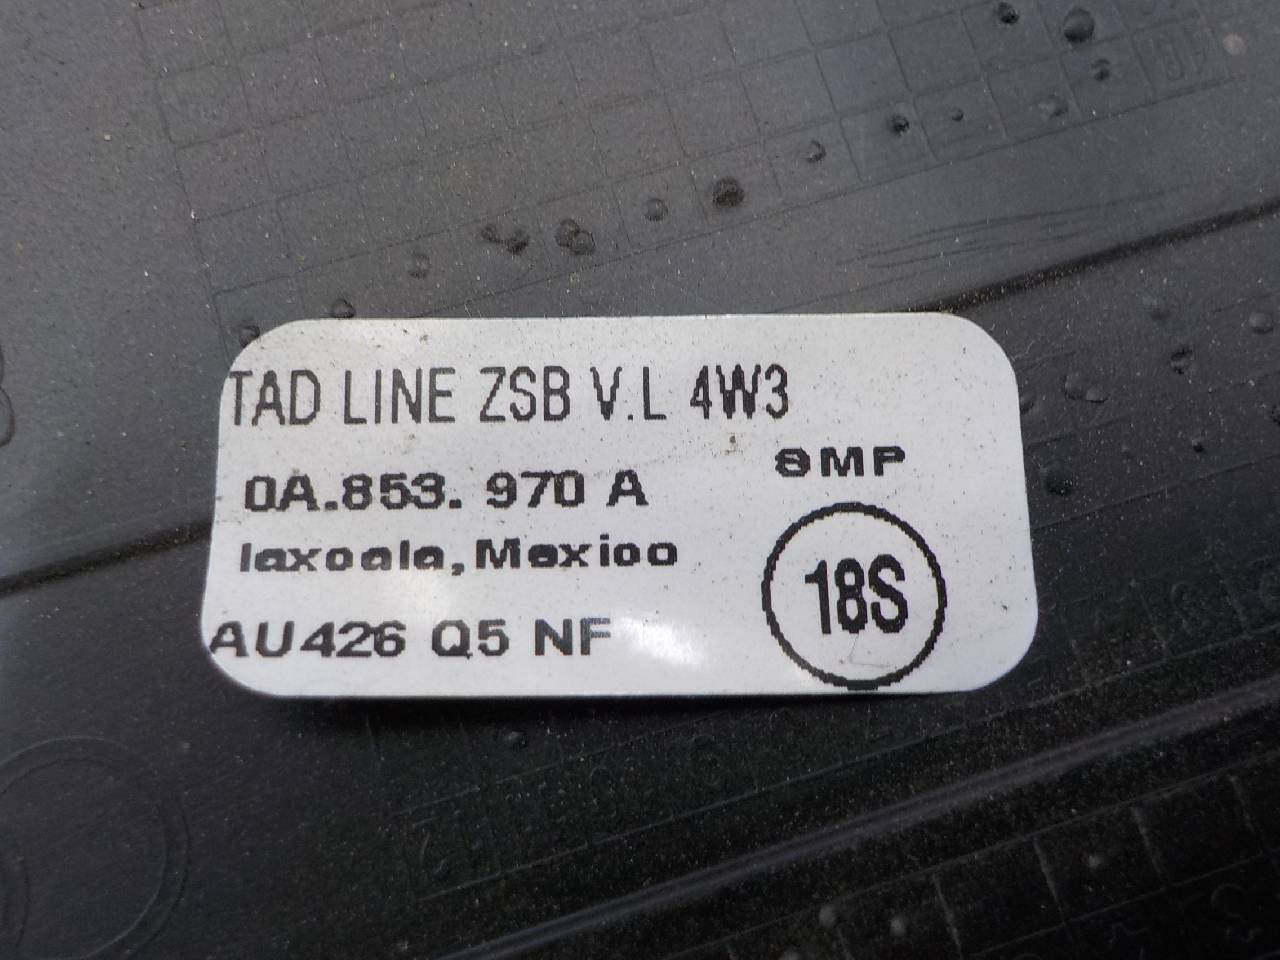 TAD LINE ZSB V.L 4W3
SMP
0A.853. 970 A
laxcala, Mexico
18S
AU426 Q5 NF